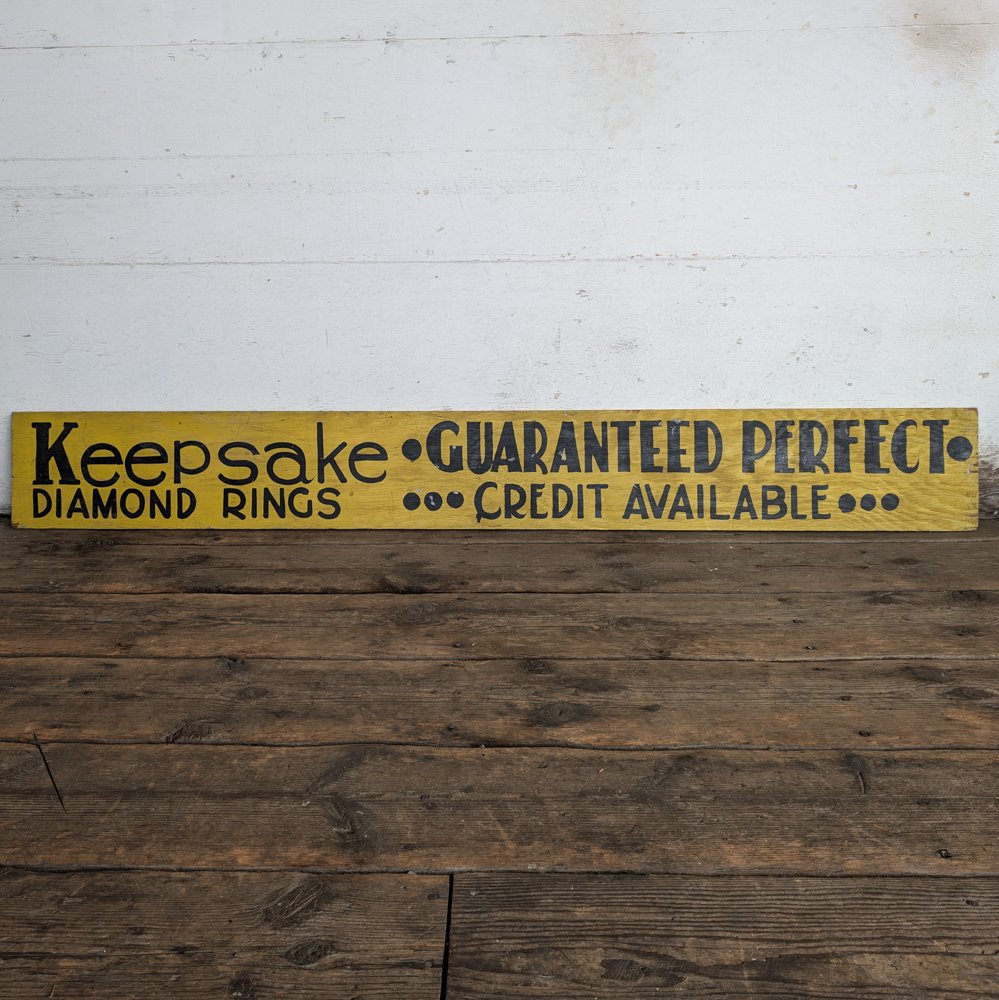 Keepsake
DIAMOND RINGS
•GUARANTEED PERFECT•
•••CREDIT AVAILABLE•••